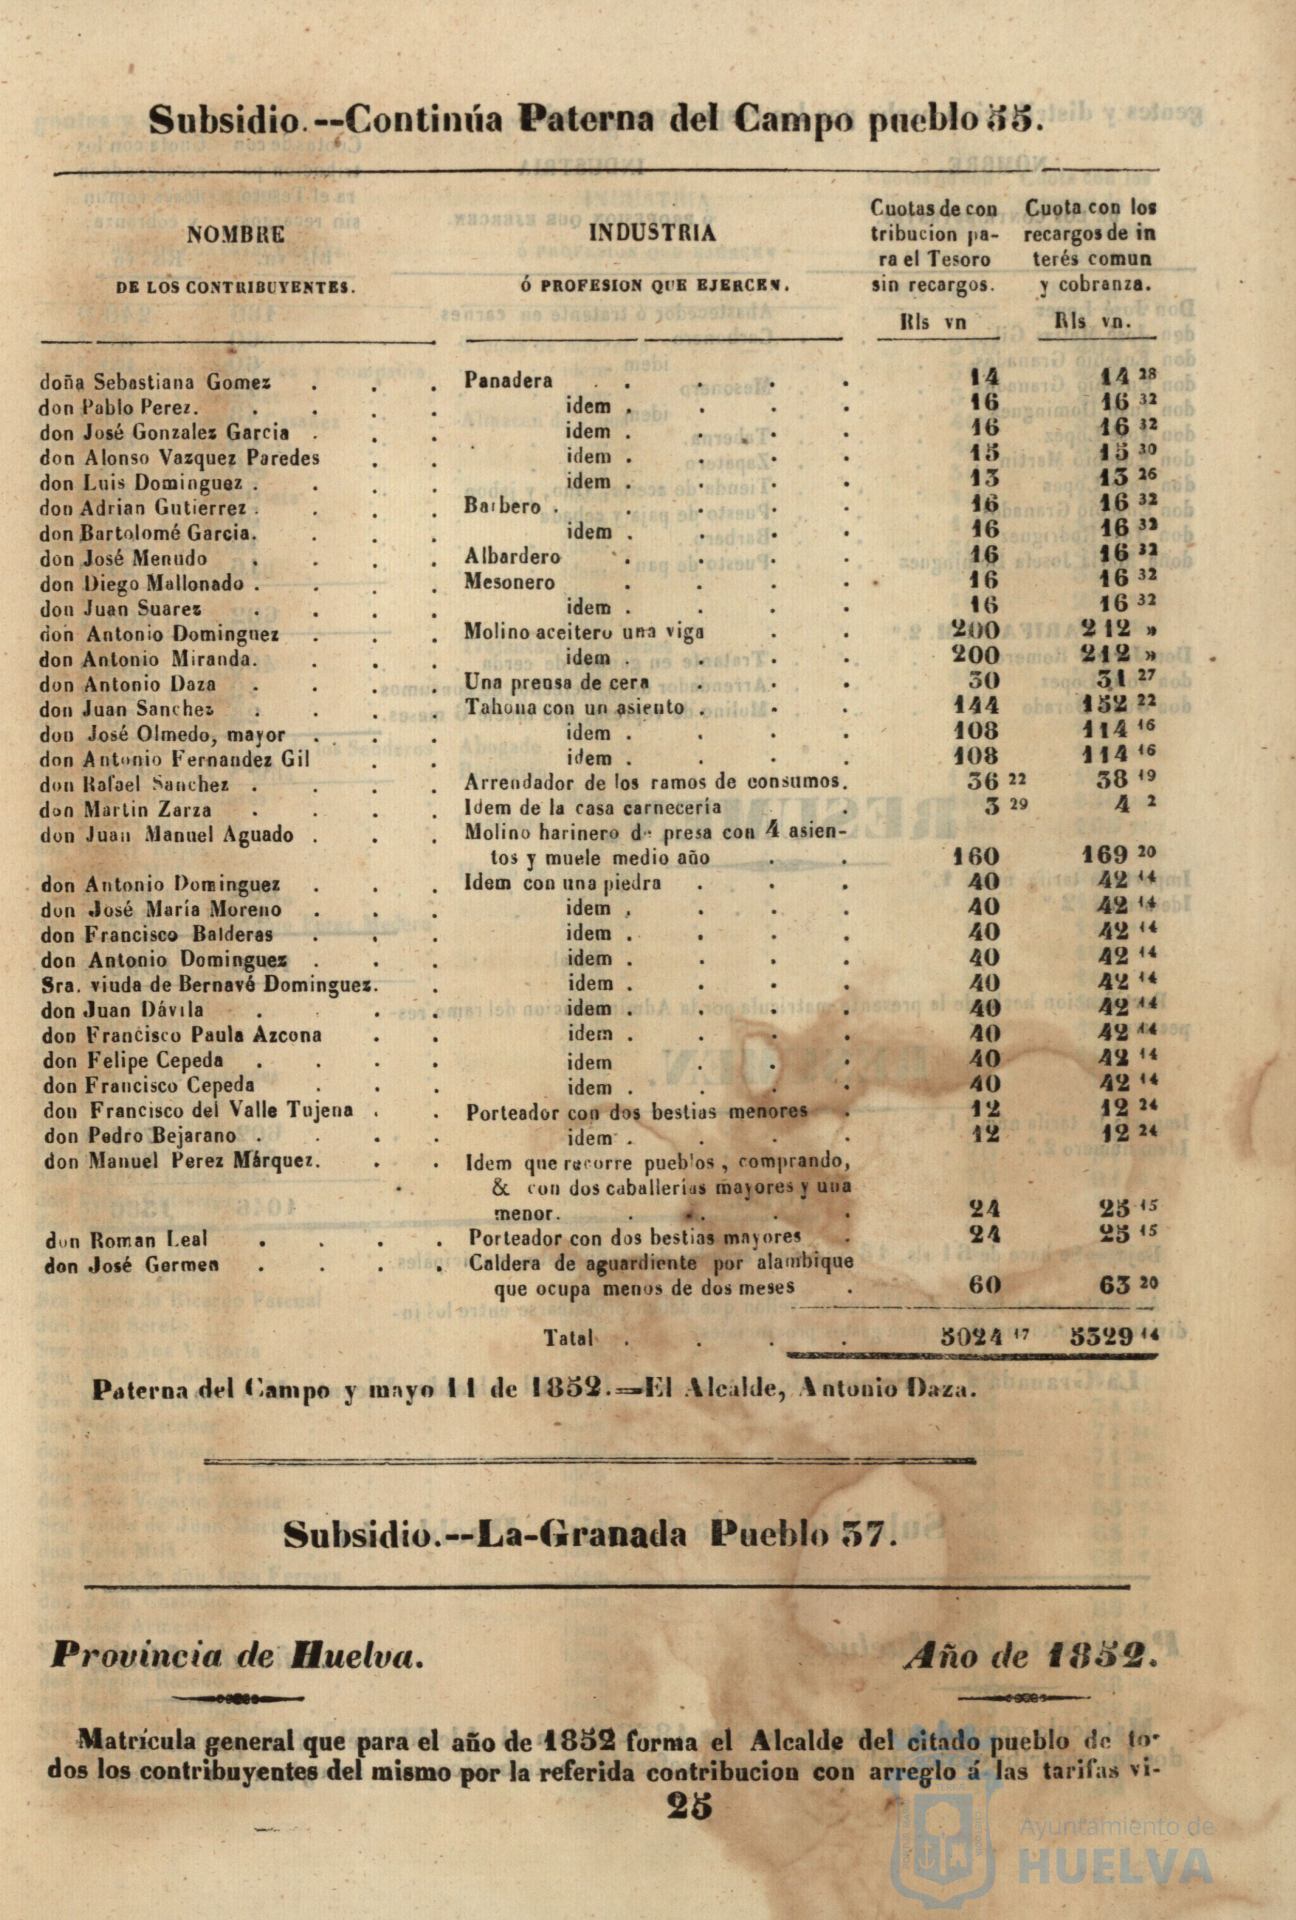 Subsidio.--Continúa Paterna del Campo pueblo 55.
NOMBRE
DE LOS CONTRIBUYENTES.
INDUSTRIA
Ó PROFESION QUE EJERCEN.
Cuotas de con
tribucion pa-
ra el Tesoro
sin recargos.
Rls vn
Cuota con los
recargos de in
terés comun
y cobranza.
Rls vn.
doña Sebastiana Gomez . . . Panadera . . . . 14 14 28
don Pablo Perez. . . . . idem . . . . 16 16 32
don José Gonzalez Garcia . . . idem . . . . 16 16 32
don Alonso Vazquez Paredes . . idem . . . . 15 15 30
don Luis Dominguez . . . . idem . . . . 13 13 26
don Adrian Gutierrez . . . . Barbero . . . . . 16 16 32
don Bartolomé Garcia. . . . idem . . . . 16 16 32
don José Menudo . . . . Albardero . . . . 16 16 32
don Diego Mallonado . . . . Mesonero . . . . 16 16 32
don Juan Suarez . . . . idem . . . . 16 16 32
don Antonio Dominguez . . . Molino aceitero una viga . . 200 212 »
don Antonio Miranda. . . . idem . . . . 200 212 »
don Antonio Daza . . . . Una prensa de cera . . . 30 31 27
don Juan Sanchez . . . . Tahona con un asiento . . . 144 152 22
don José Olmedo, mayor . . . idem . . . . 108 114 16
don Antonio Fernandez Gil . . idem . . . . 108 114 16
don Rafael Sanchez . . . . Arrendador de los ramos de consumos. 36 22 38 19
don Martin Zarza . . . . Idem de la casa carnecería . 3 29 4 2
don Juan Manuel Aguado . . . Molino harinero de presa con 4 asien-
tos y muele medio año . . 160 169 20
don Antonio Dominguez . . . Idem con una piedra . . . 40 42 14
don José María Moreno . . . idem . . . . 40 42 14
don Francisco Balderas . . . idem . . . . 40 42 14
don Antonio Dominguez . . . idem . . . . 40 42 14
Sra. viuda de Bernavé Dominguez. . idem . . . . 40 42 14
don Juan Dávila . . . idem . . . . 40 42 14
don Francisco Paula Azcona . . idem . . . . 40 42 14
don Felipe Cepeda . . . . idem . . . 40 42 14
don Francisco Cepeda . . . idem . . . . 40 42 14
don Francisco del Valle Tujena . . Porteador con dos bestias menores . 12 12 24
don Pedro Bejarano . . . . idem . . . . 12 12 24
don Manuel Perez Márquez. . . Idem que recorre pueblos , comprando,
& con dos caballerías mayores y una
menor. . . . . 24 25 15
don Roman Leal . . . . Porteador con dos bestias mayores . 24 25 15
don José Germen . . . . Caldera de aguardiente por alambique
que ocupa menos de dos meses . 60 63 20
Tatal . . . . 5024 17 5329 14
Paterna del Campo y mayo 11 de 1852.=El Alcalde, Antonio Daza.
Subsidio.--La-Granada Pueblo 37.
Provincia de Huelva. Año de 1852.
Matrícula general que para el año de 1852 forma el Alcalde del citado pueblo de to-
dos los contribuyentes del mismo por la referida contribucion con arreglo á las tarifas vi-
25
Ayuntamiento de
HUELVA